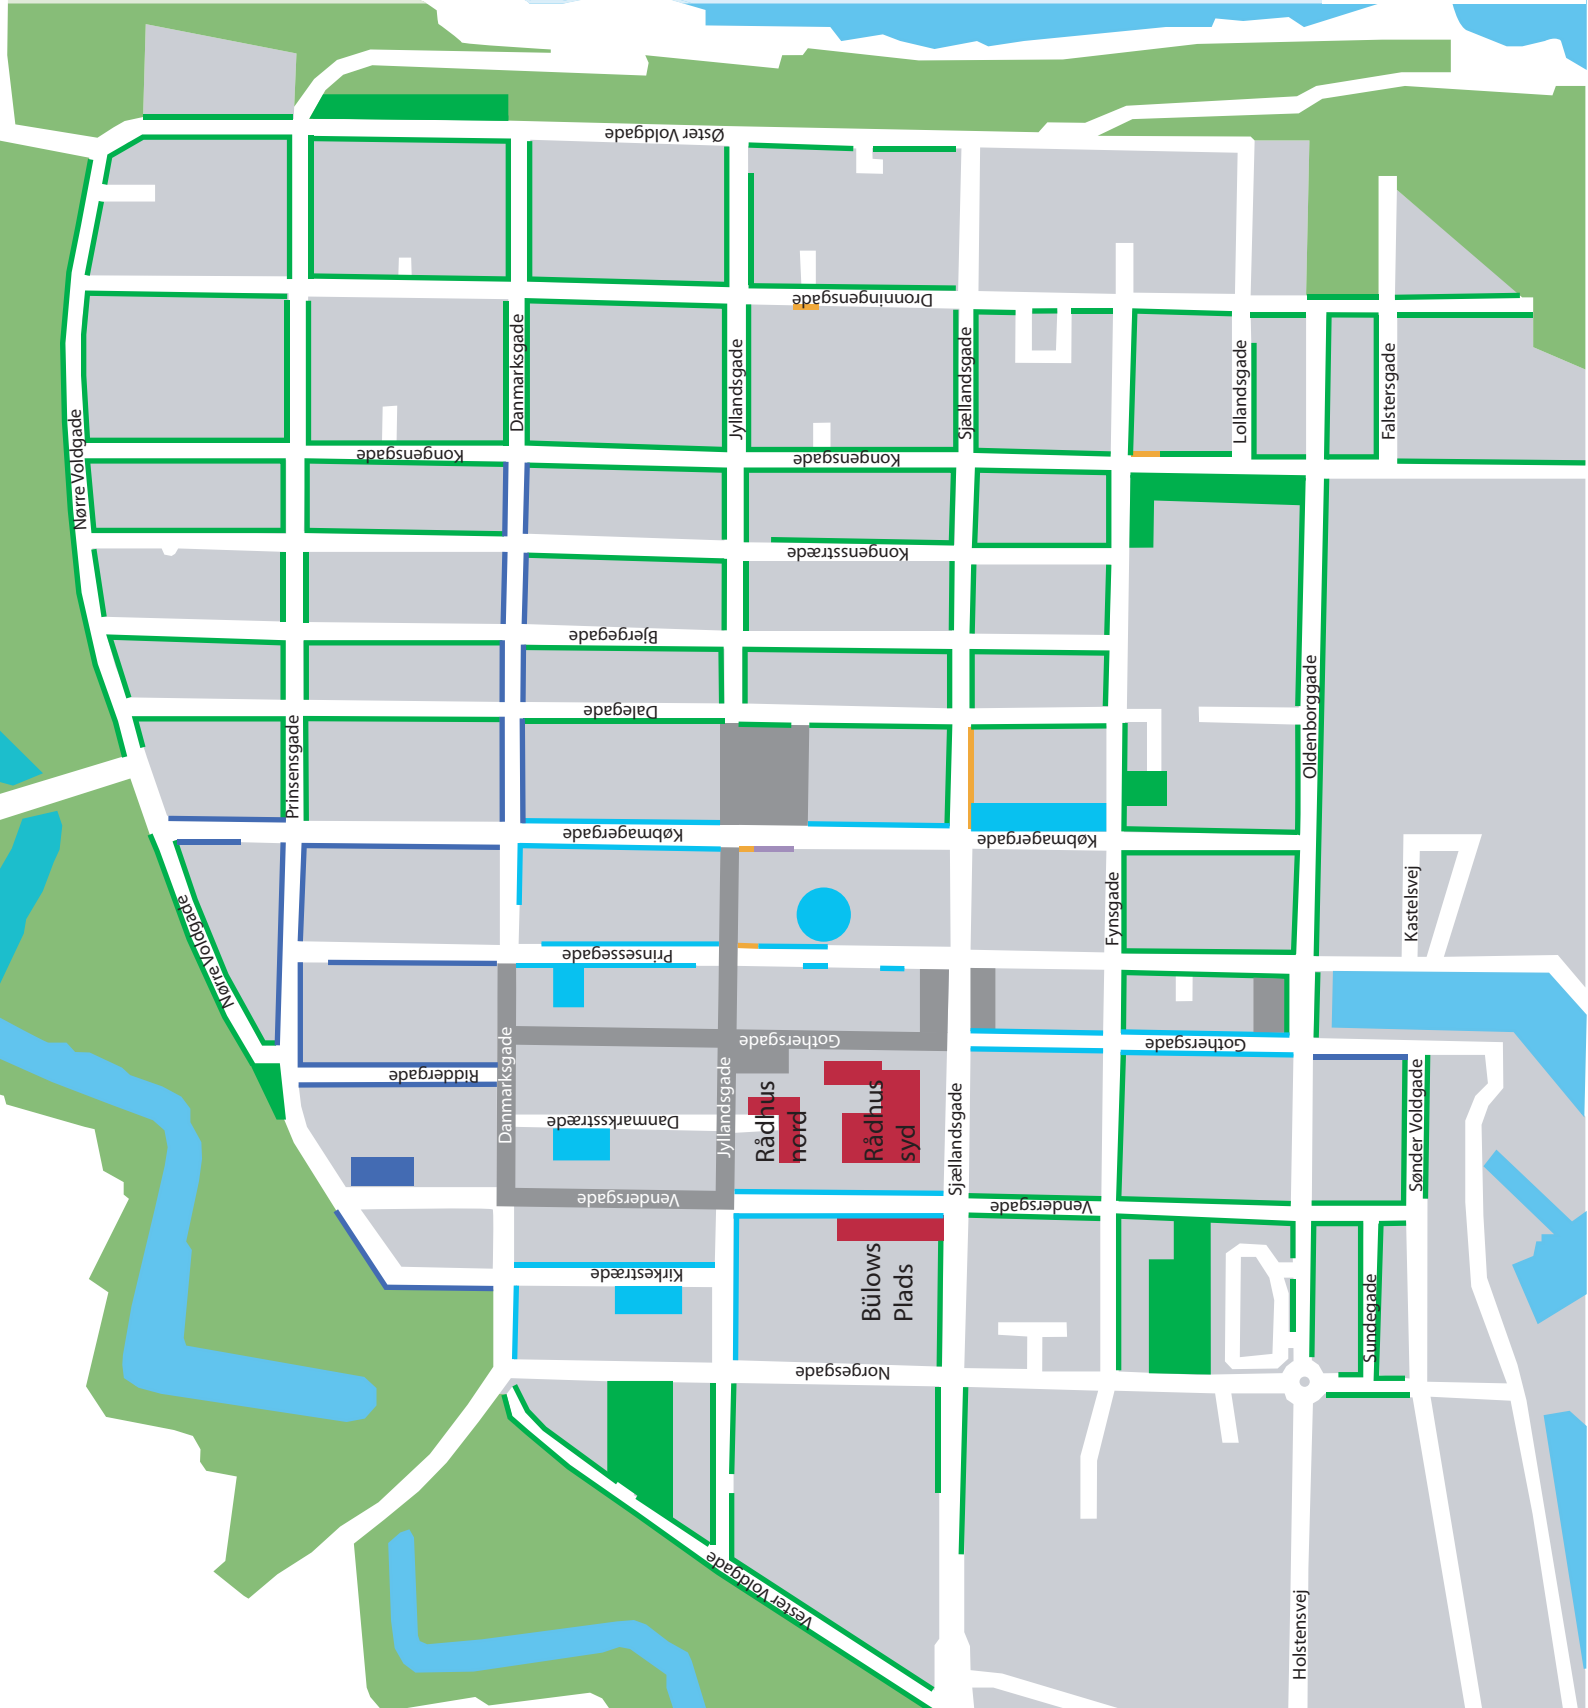 Øster Voldgade
Dronningensgade
Danmarksgade
Jyllandsgade
Sjællandsgade
Lollandsgade
Falstersgade
Nørre Voldgade
Kongensgade
Kongensgade
Kongensstræde
Bjergegade
Dalegade
Prinsensgade
Oldenborggade
Købmagergade
Købmagergade
Fynsgade
Kastelsvej
Nørre Voldgade
Prinsessegade
Gothersgade
Gothersgade
Danmarksgade
Riddergade
Jyllandsgade
Danmarksstræde
Rådhus
nord
Rådhus
syd
Sjællandsgade
Sønder Voldgade
Vendersgade
Vendersgade
Kirkestræde
Bülows
Plads
Sundegade
Norgesgade
Vester Voldgade
Holstensvej